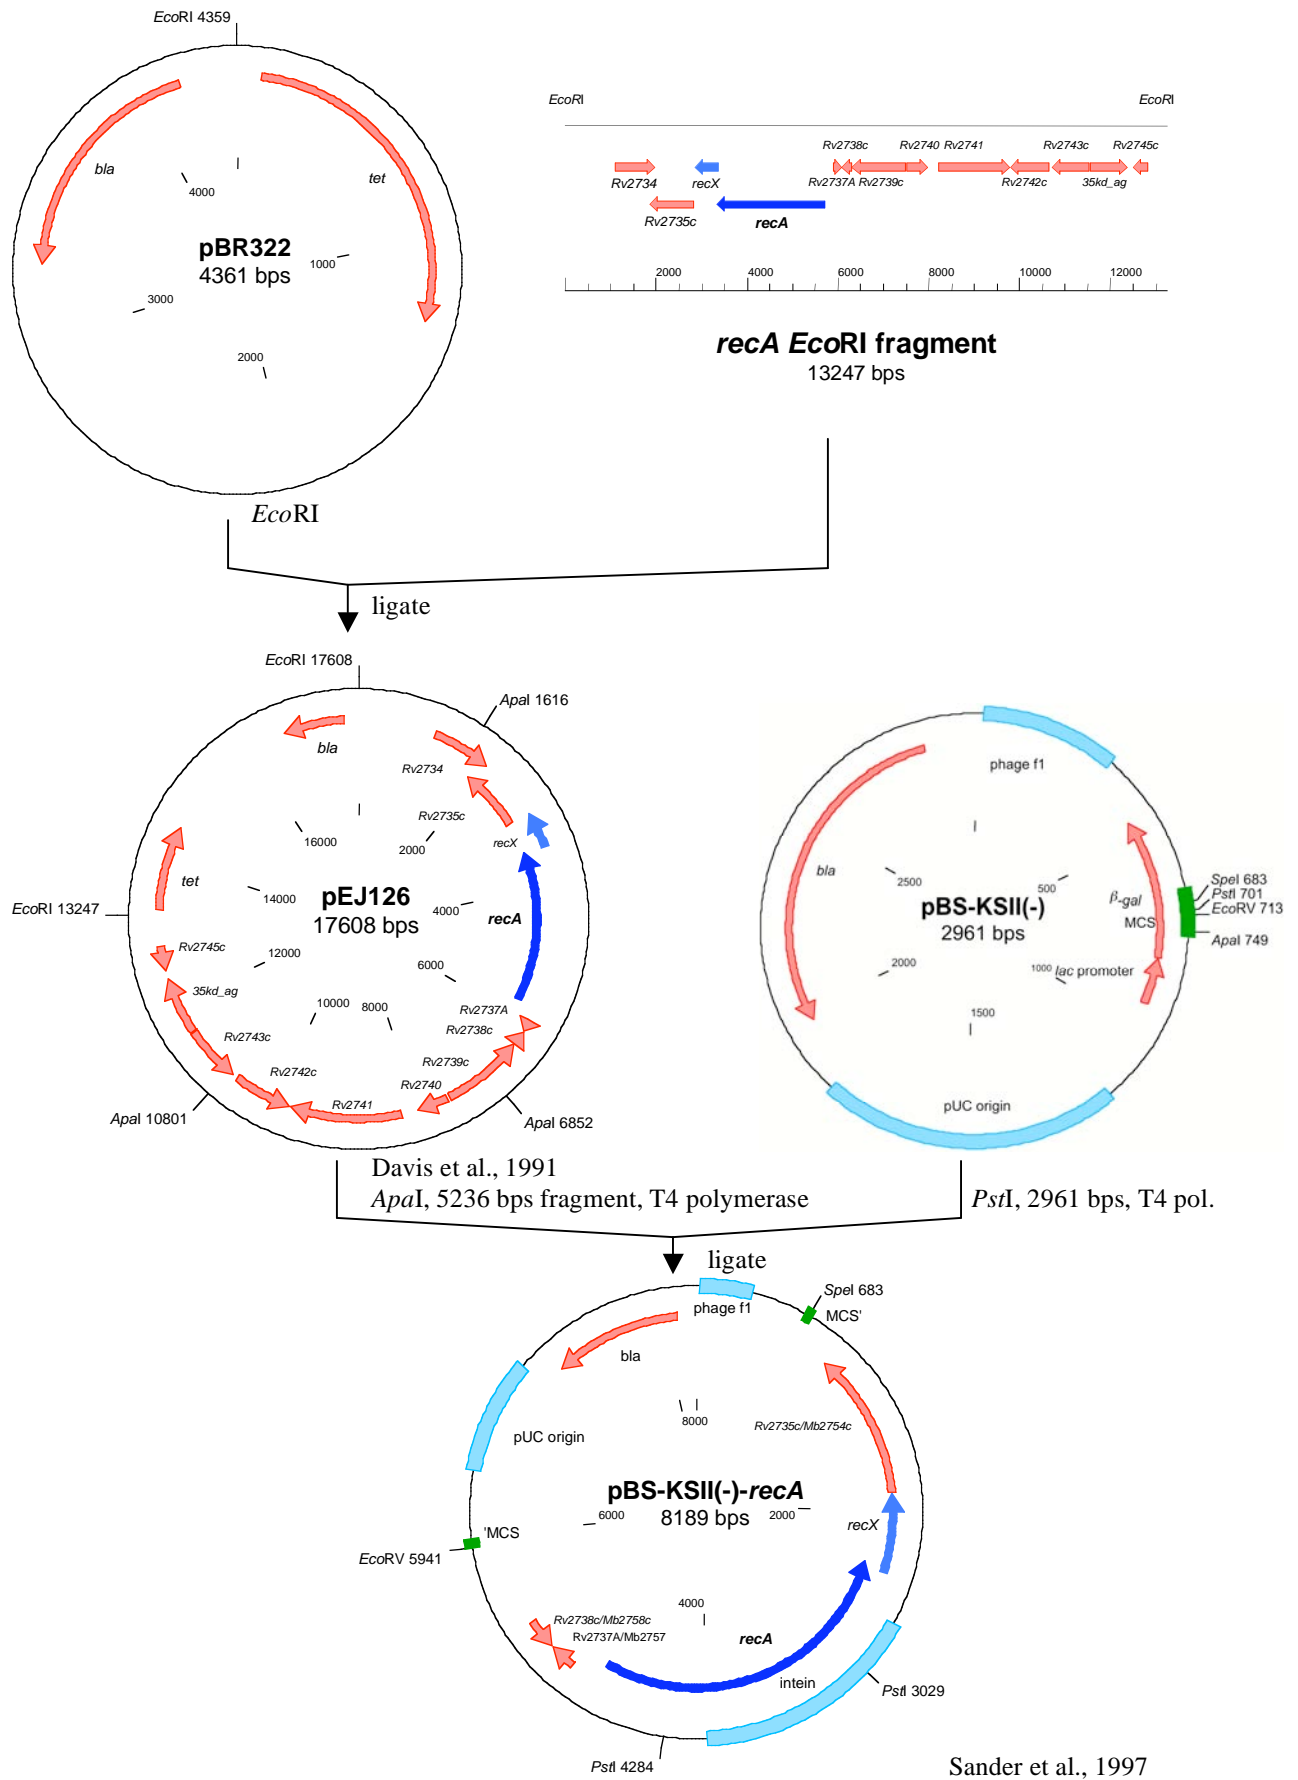 EcoRI 4359
bla
tet
4000
1000
3000
2000
pBR322
4361 bps
EcoRI
EcoRI EcoRI
Rv2738c Rv2740 Rv2741 Rv2743c Rv2745c
Rv2734 recX Rv2737A Rv2739c Rv2742c 35kd_ag
Rv2735c recA
2000 4000 6000 8000 10000 12000
recA EcoRI fragment
13247 bps
ligate
EcoRI 17608
ApaI 1616
bla
Rv2734
Rv2735c
recX
16000
2000
tet
14000
pEJ126
17608 bps
4000
recA
EcoRI 13247
Rv2745c
12000
6000
35kd_ag
10000
8000
Rv2737A
Rv2738c
Rv2743c
Rv2739c
Rv2742c
Rv2740
Rv2741
ApaI 10801
ApaI 6852
phage f1
bla
2500
500
β-gal
MCS
SpeI 683
PstI 701
EcoRV 713
ApaI 749
pBS-KSII(-)
2961 bps
2000
1000
lac promoter
1500
pUC origin
Davis et al., 1991
ApaI, 5236 bps fragment, T4 polymerase
PstI, 2961 bps, T4 pol.
ligate
phage f1
SpeI 683
MCS'
bla
8000
Rv2735c/Mb2754c
pUC origin
pBS-KSII(-)-recA
8189 bps
6000
2000
recX
'MCS
EcoRV 5941
4000
Rv2738c/Mb2758c
Rv2737A/Mb2757
recA
intein
PstI 3029
PstI 4284
Sander et al., 1997